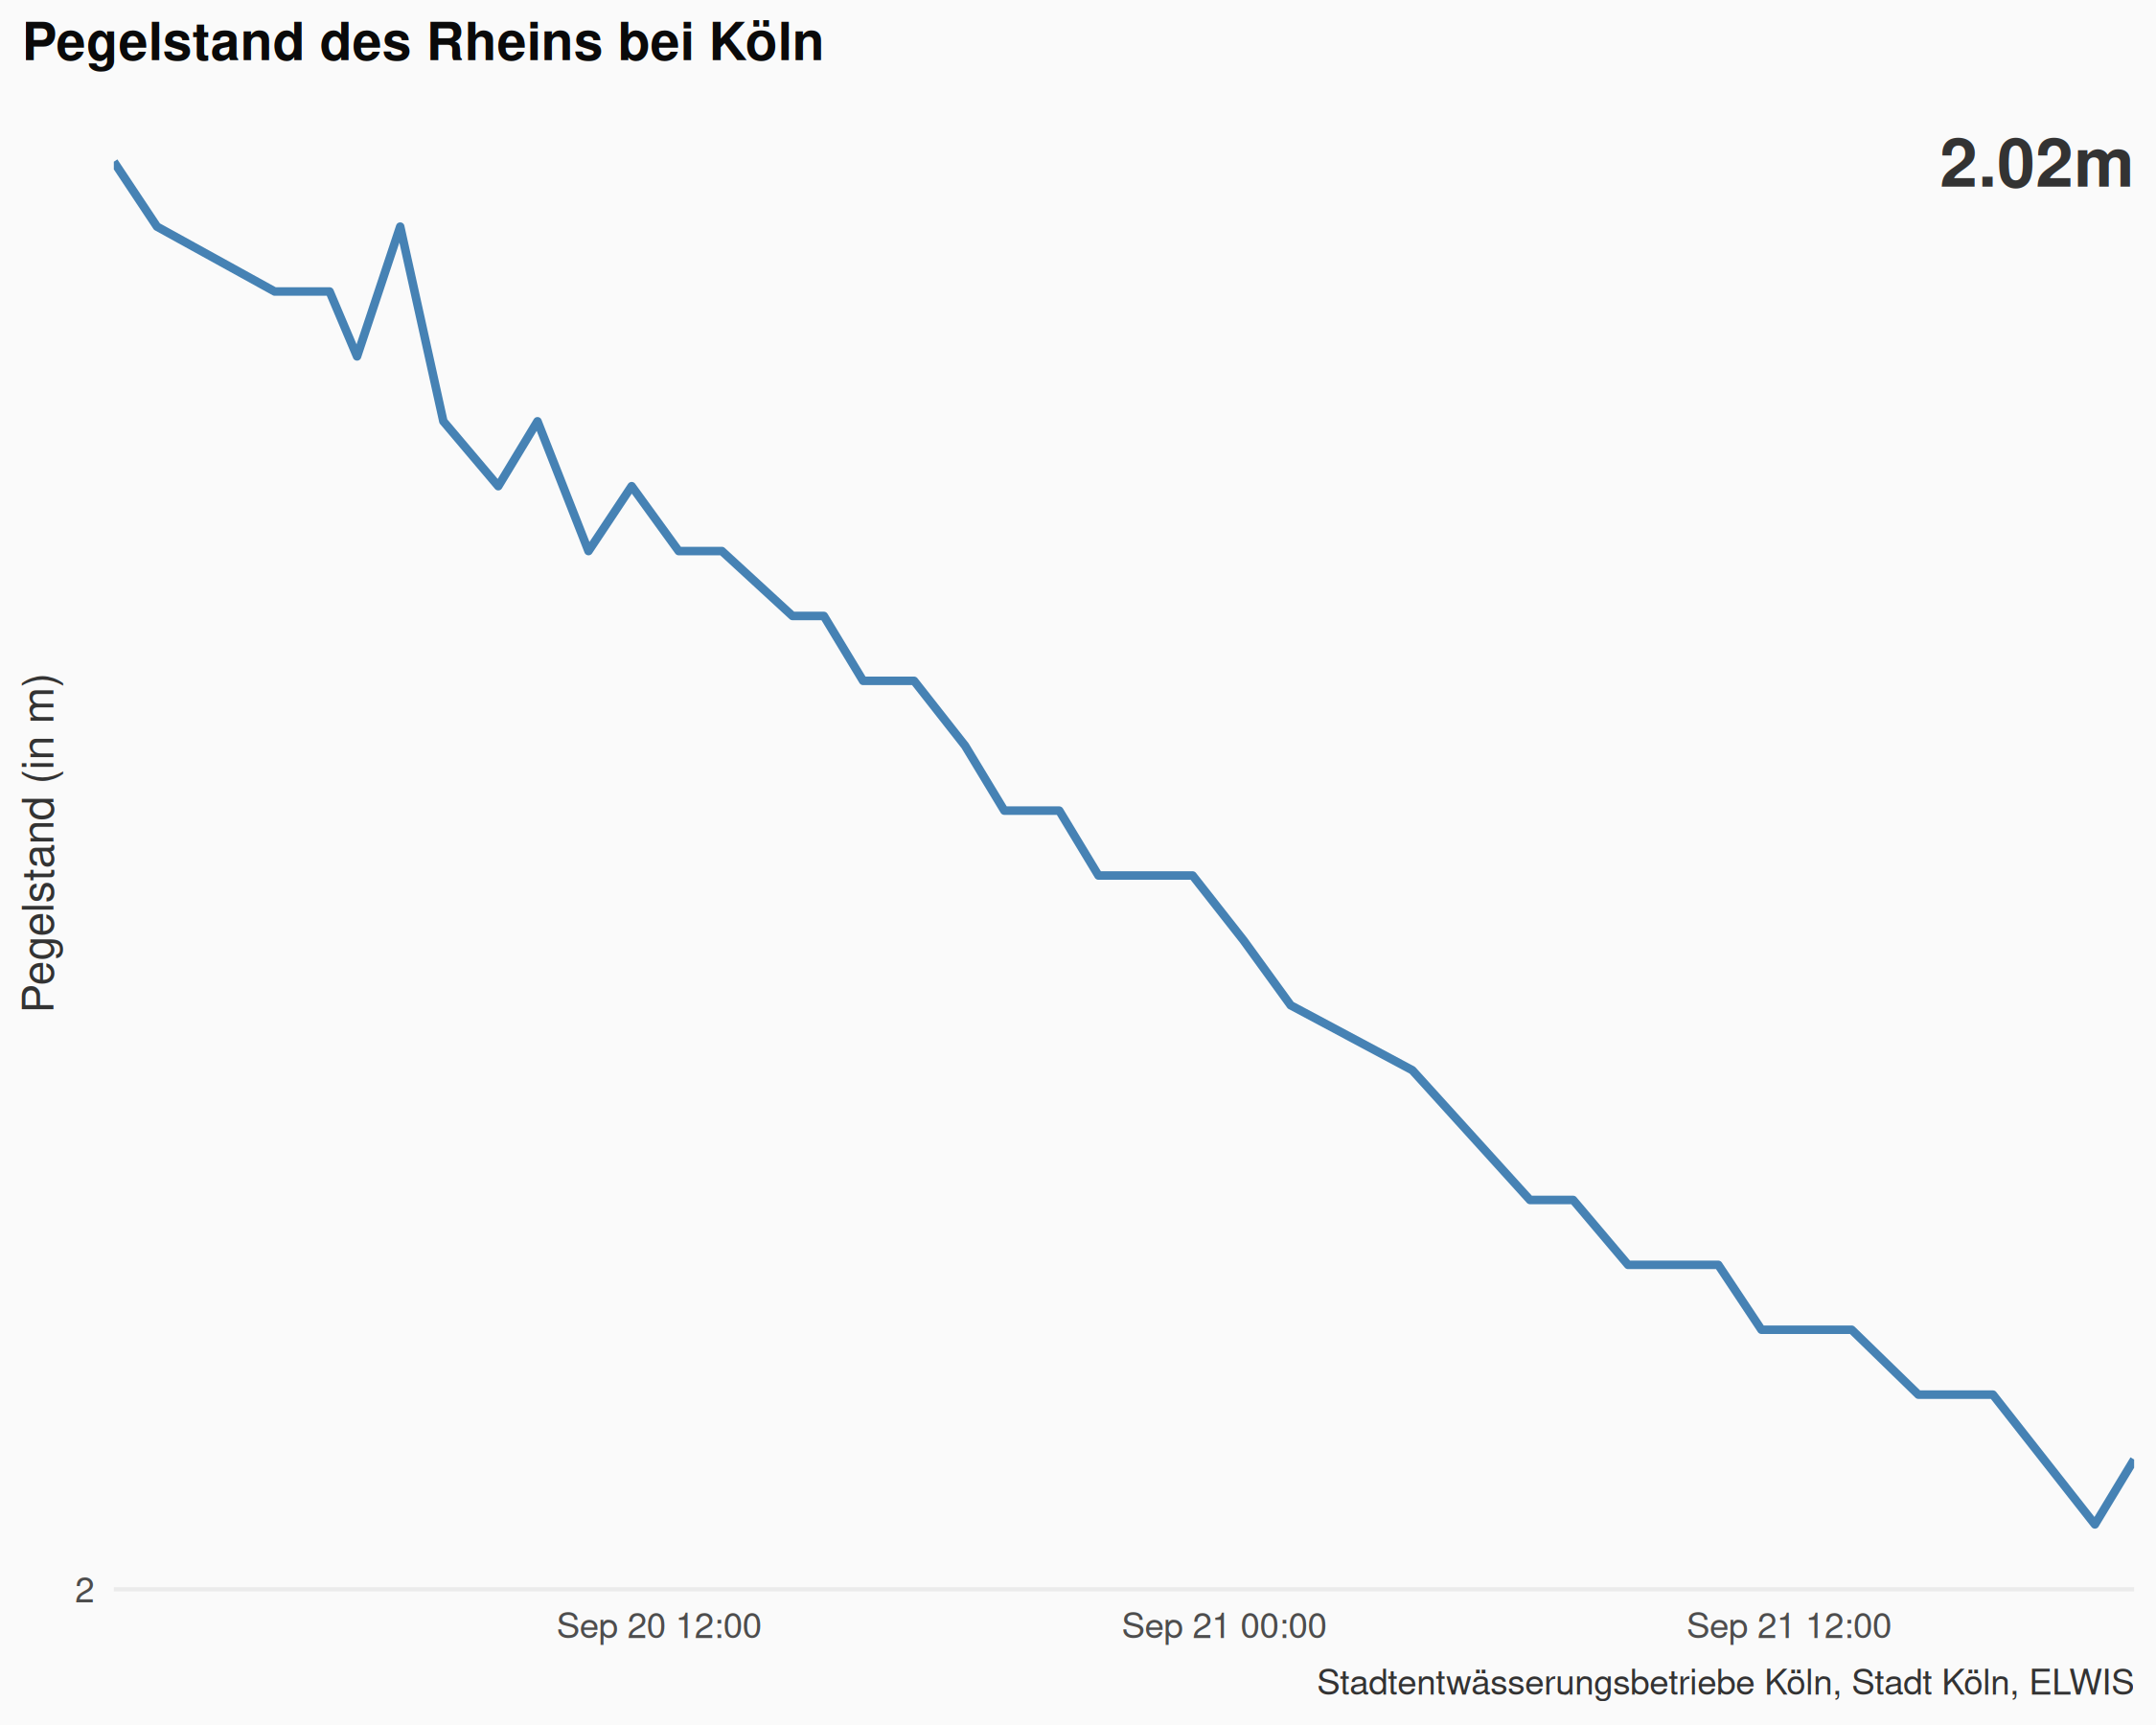 Pegelstand des Rheins bei Köln
2.02m
Pegelstand (in m)
2
Sep 20 12:00
Sep 21 00:00
Sep 21 12:00
Stadtentwässerungsbetriebe Köln, Stadt Köln, ELWIS